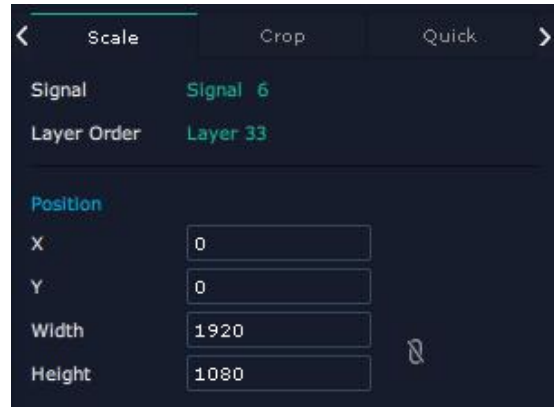 Scale Crop Quick
Signal Signal 6
Layer Order Layer 33
Position
X 0
Y 0
Width 1920
Height 1080